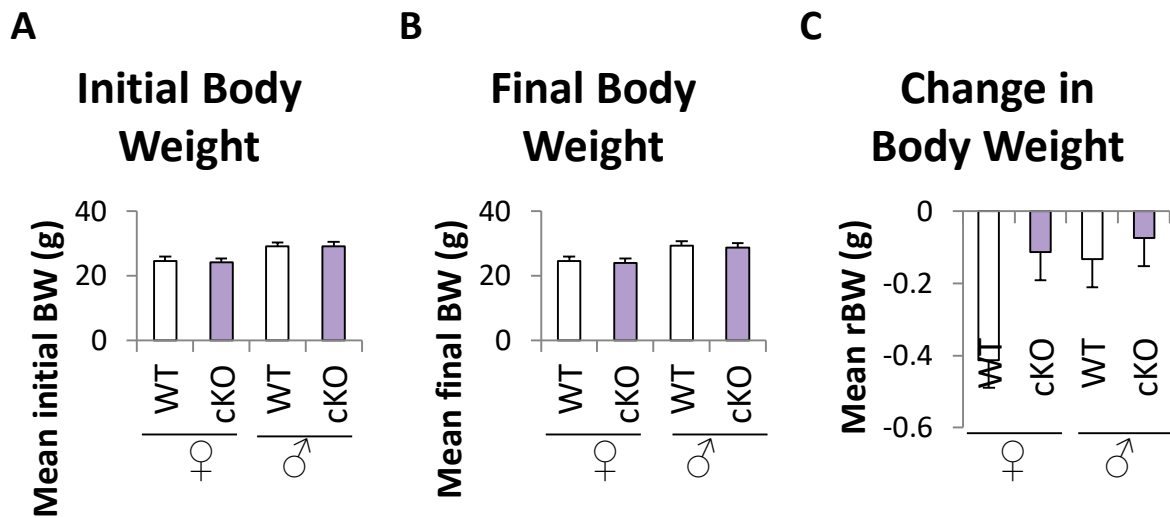 A
Initial Body
Weight
Mean initial BW (g)
40
20
0
WT
cKO
WT
cKO
♀
♂
B
Final Body
Weight
Mean final BW (g)
40
20
0
WT
cKO
WT
cKO
♀
♂
C
Change in
Body Weight
Mean rBW (g)
0
-0.2
-0.4
-0.6
WT
cKO
WT
cKO
♀
♂